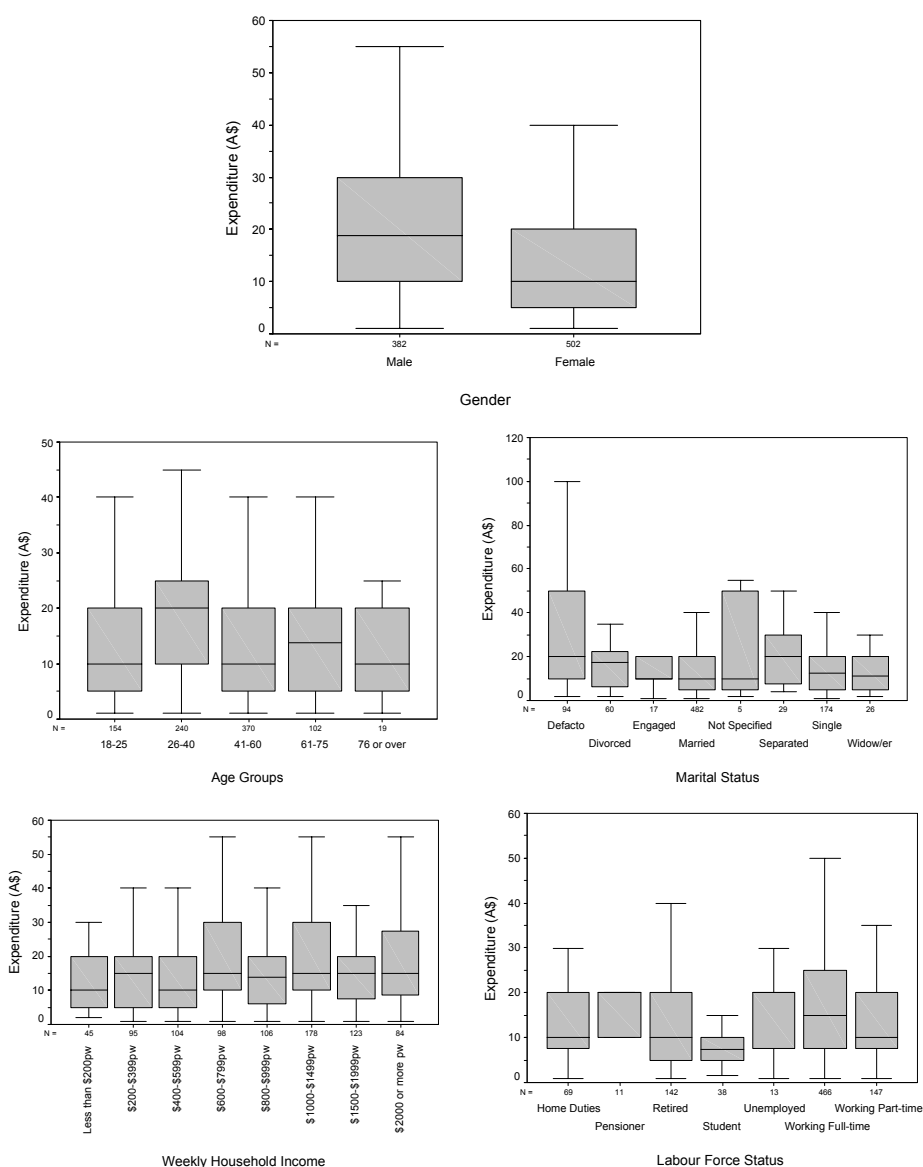 60
50
40
30
20
10
0
Expenditure (A$)
N = 382 502
Male Female
Gender
50
40
30
20
10
0
Expenditure (A$)
N = 154 240 370 102 19
18-25 26-40 41-60 61-75 76 or over
Age Groups
120
100
80
60
40
20
0
Expenditure (A$)
N = 94 60 17 482 5 29 174 26
Defacto Engaged Not Specified Single
Divorced Married Separated Widow/er
Marital Status
60
50
40
30
20
10
0
Expenditure (A$)
N = 45 95 104 98 106 178 123 84
Less than $200pw
$200-$399pw
$400-$599pw
$600-$799pw
$800-$999pw
$1000-$1499pw
$1500-$1999pw
$2000 or more pw
Weekly Household Income
60
50
40
30
20
10
0
Expenditure (A$)
N = 69 11 142 38 13 466 147
Home Duties Retired Unemployed Working Part-time
Pensioner Student Working Full-time
Labour Force Status